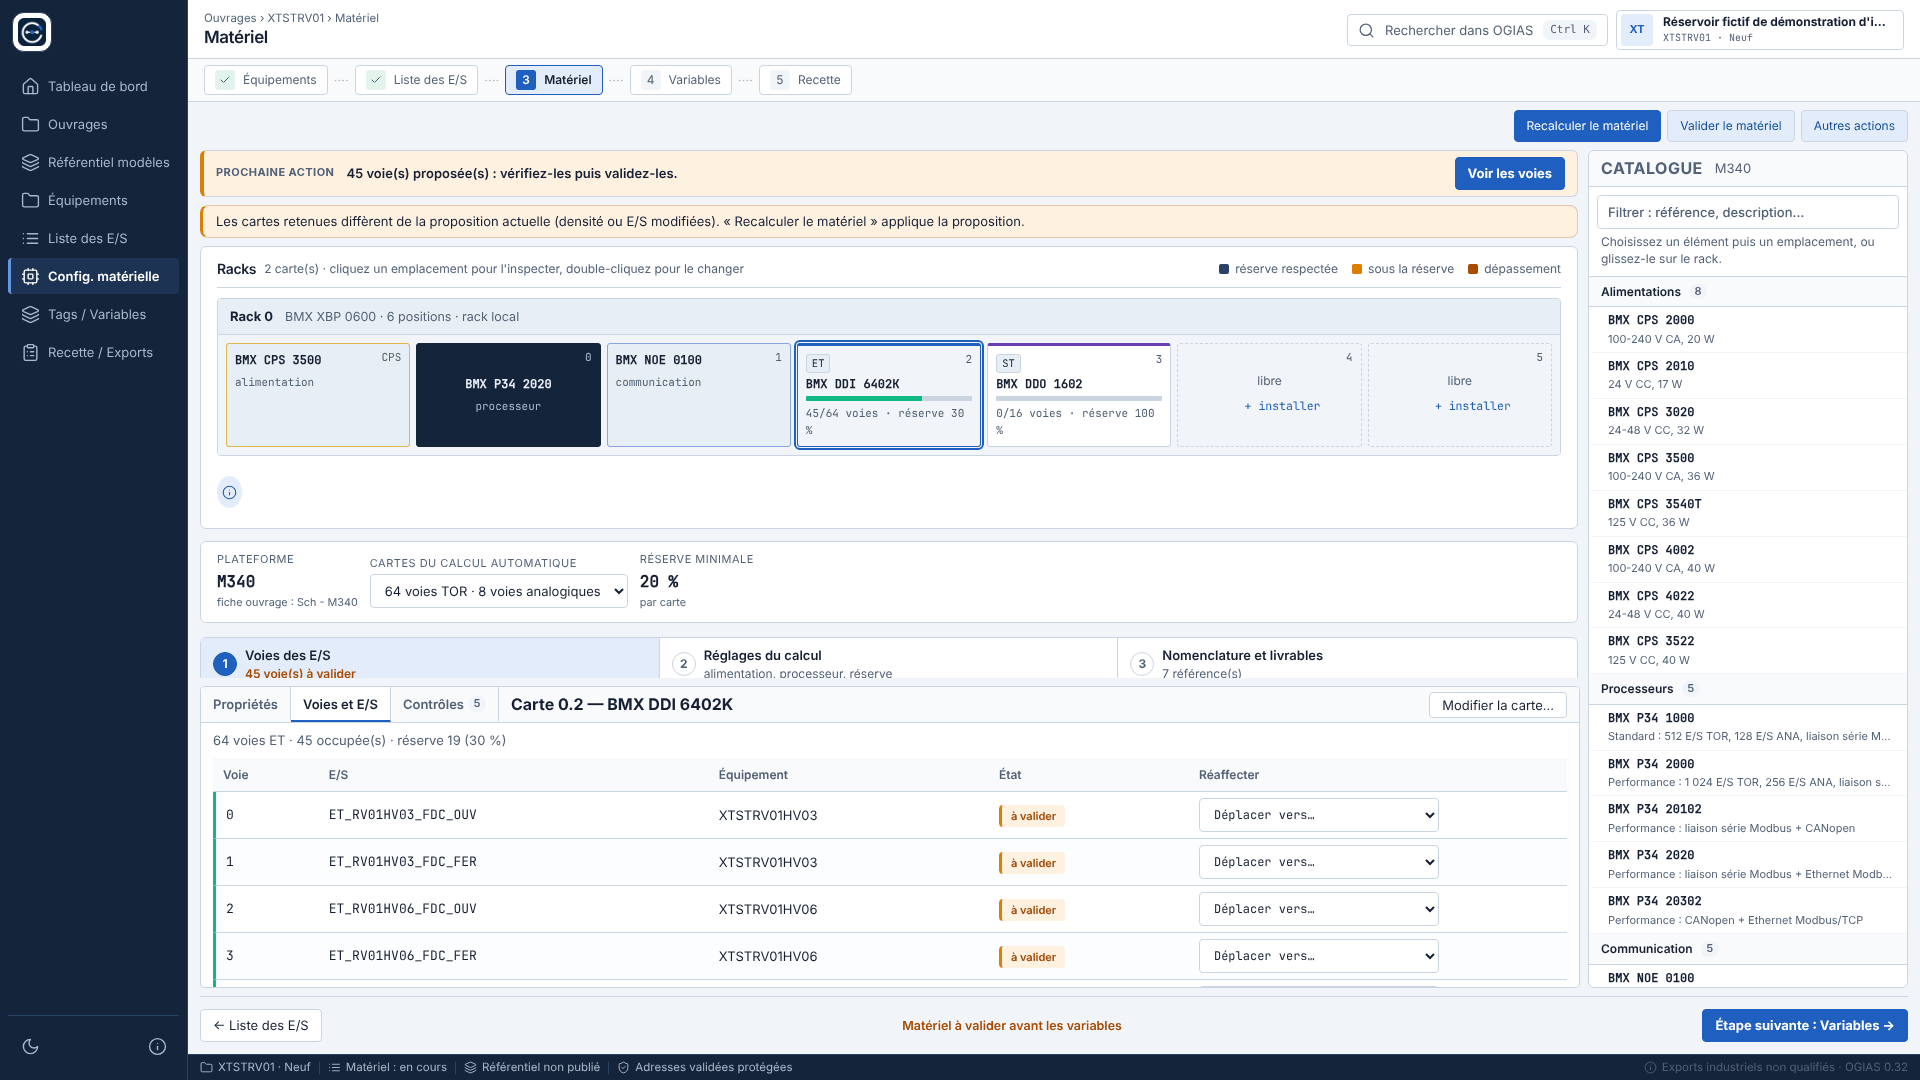 Ouvrages › XTSTRV01 › Matériel
Matériel
Rechercher dans OGIAS Ctrl K
XT
Réservoir fictif de démonstration d'i...
XTSTRV01 · Neuf
Tableau de bord
Ouvrages
Référentiel modèles
Équipements
Liste des E/S
Config. matérielle
Tags / Variables
Recette / Exports
Équipements
Liste des E/S
3 Matériel
4 Variables
5 Recette
Recalculer le matériel
Valider le matériel
Autres actions
PROCHAINE ACTION 45 voie(s) proposée(s) : vérifiez-les puis validez-les.
Voir les voies
Les cartes retenues diffèrent de la proposition actuelle (densité ou E/S modifiées). « Recalculer le matériel » applique la proposition.
Racks 2 carte(s) · cliquez un emplacement pour l'inspecter, double-cliquez pour le changer
réserve respectée sous la réserve dépassement
Rack 0 BMX XBP 0600 · 6 positions · rack local
BMX CPS 3500 CPS
alimentation
0
BMX P34 2020
processeur
BMX NOE 0100 1
communication
ET 2
BMX DDI 6402K
45/64 voies · réserve 30
%
ST 3
BMX DDO 1602
0/16 voies · réserve 100
%
4
libre
+ installer
5
libre
+ installer
PLATEFORME
M340
fiche ouvrage : Sch - M340
CARTES DU CALCUL AUTOMATIQUE
64 voies TOR · 8 voies analogiques
RÉSERVE MINIMALE
20 %
par carte
1 Voies des E/S
45 voie(s) à valider
2 Réglages du calcul
alimentation, processeur, réserve
3 Nomenclature et livrables
7 référence(s)
Propriétés
Voies et E/S
Contrôles 5
Carte 0.2 — BMX DDI 6402K
Modifier la carte...
64 voies ET · 45 occupée(s) · réserve 19 (30 %)
Voie E/S Équipement État Réaffecter
0 ET_RV01HV03_FDC_OUV XTSTRV01HV03 à valider Déplacer vers…
1 ET_RV01HV03_FDC_FER XTSTRV01HV03 à valider Déplacer vers…
2 ET_RV01HV06_FDC_OUV XTSTRV01HV06 à valider Déplacer vers…
3 ET_RV01HV06_FDC_FER XTSTRV01HV06 à valider Déplacer vers…
CATALOGUE M340
Filtrer : référence, description...
Choisissez un élément puis un emplacement, ou
glissez-le sur le rack.
Alimentations 8
BMX CPS 2000
100-240 V CA, 20 W
BMX CPS 2010
24 V CC, 17 W
BMX CPS 3020
24-48 V CC, 32 W
BMX CPS 3500
100-240 V CA, 36 W
BMX CPS 3540T
125 V CC, 36 W
BMX CPS 4002
100-240 V CA, 40 W
BMX CPS 4022
24-48 V CC, 40 W
BMX CPS 3522
125 V CC, 40 W
Processeurs 5
BMX P34 1000
Standard : 512 E/S TOR, 128 E/S ANA, liaison série M...
BMX P34 2000
Performance : 1 024 E/S TOR, 256 E/S ANA, liaison s...
BMX P34 20102
Performance : liaison série Modbus + CANopen
BMX P34 2020
Performance : liaison série Modbus + Ethernet Modb...
BMX P34 20302
Performance : CANopen + Ethernet Modbus/TCP
Communication 5
BMX NOE 0100
← Liste des E/S
Matériel à valider avant les variables
Étape suivante : Variables →
XTSTRV01 · Neuf
Matériel : en cours
Référentiel non publié
Adresses validées protégées
Exports industriels non qualifiés · OGIAS 0.32